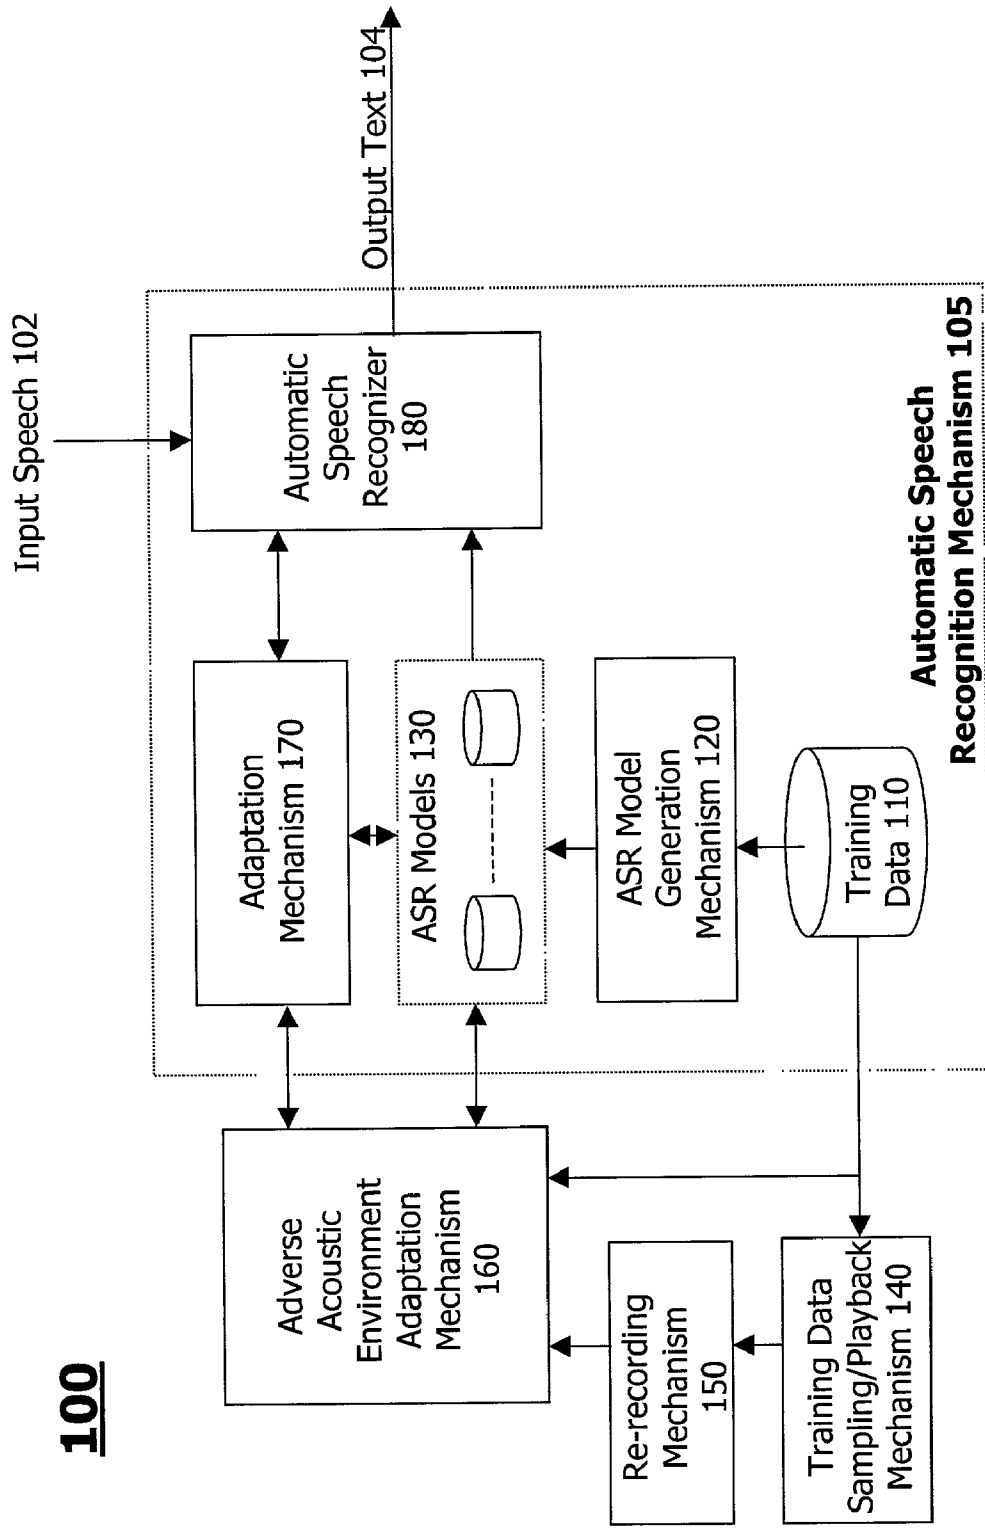 100
Input Speech 102
Adverse
Acoustic
Environment
Adaptation
Mechanism
160
Adaptation
Mechanism 170
Automatic
Speech
Recognizer
180
Output Text 104
ASR Models 130
Re-recording
Mechanism
150
ASR Model
Generation
Mechanism 120
Training Data
Sampling/Playback
Mechanism 140
Training
Data 110
Automatic Speech
Recognition Mechanism 105